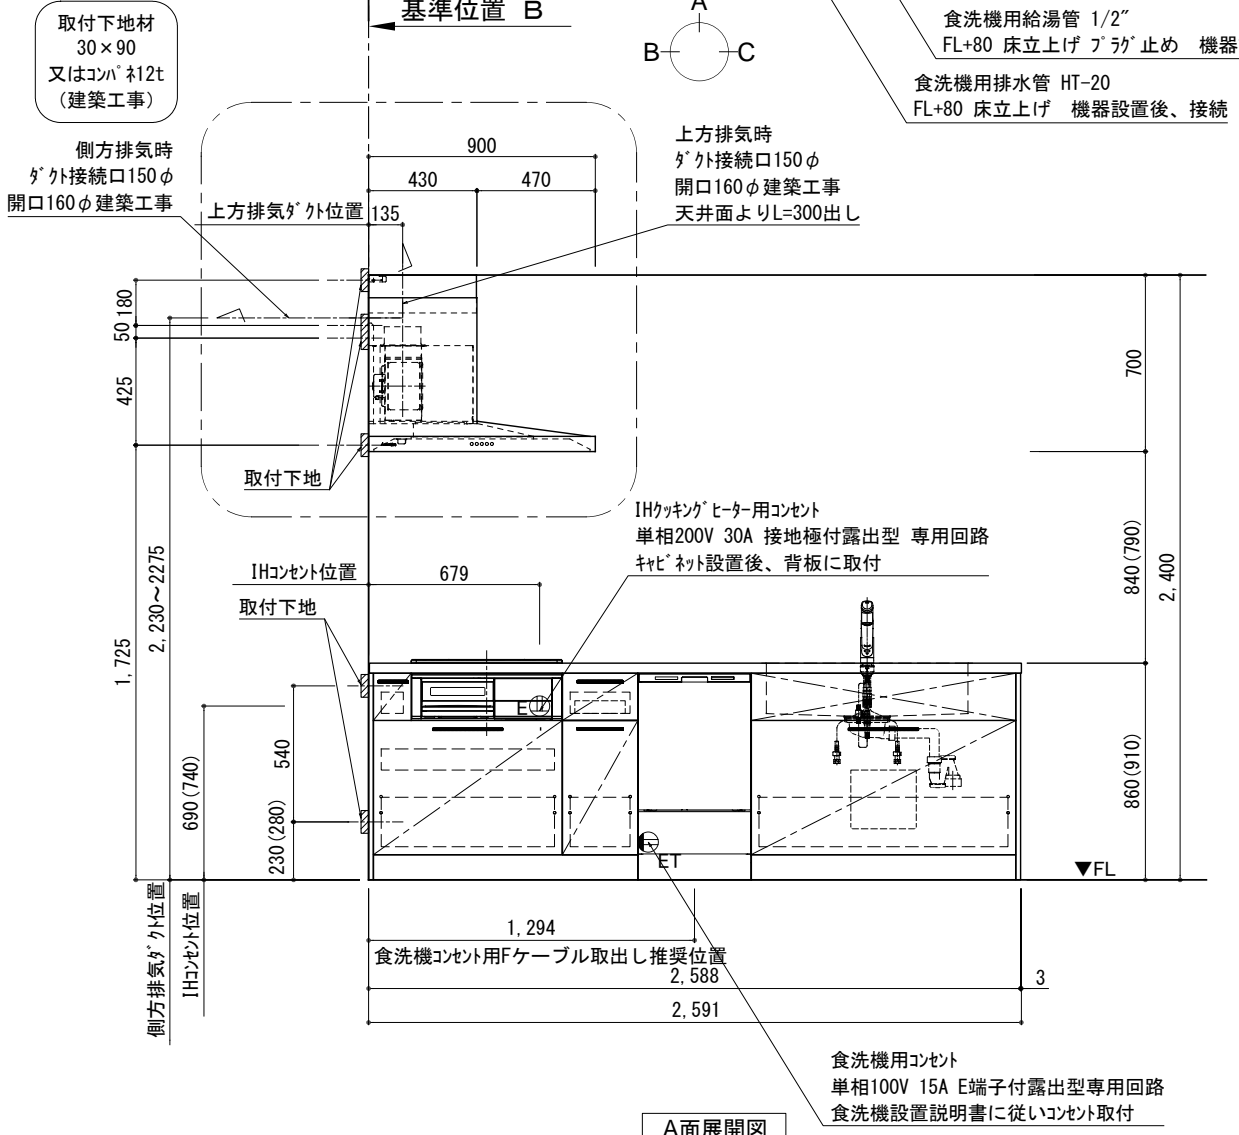 基準位置 B
取付下地材
30×90
又はｺﾝﾊﾟﾈ12t
(建築工事)
A
B
C
食洗機用給湯管 1/2″
FL+80 床立上げ ﾌﾟﾗｸﾞ止め 機器
食洗機用排水管 HT-20
FL+80 床立上げ 機器設置後、接続
側方排気時
ﾀﾞｸﾄ接続口150φ
開口160φ建築工事
900
430
470
上方排気ﾀﾞｸﾄ位置
135
上方排気時
ﾀﾞｸﾄ接続口150φ
開口160φ建築工事
天井面よりL=300出し
180
50
425
1,725
2,230～2275
取付下地
700
840(790)
2,400
860(910)
IHｸｯｷﾝｸﾞﾋｰﾀｰ用ｺﾝｾﾝﾄ
単相200V 30A 接地極付露出型 専用回路
ｷｬﾋﾞﾈｯﾄ設置後、背板に取付
IHｺﾝｾﾝﾄ位置
679
取付下地
E
540
690(740)
230(280)
ET
▼FL
側方排気ﾀﾞｸﾄ位置
IHｺﾝｾﾝﾄ位置
1,294
食洗機ｺﾝｾﾝﾄ用Fケーブル取出し推奨位置
2,588
3
2,591
食洗機用ｺﾝｾﾝﾄ
単相100V 15A E端子付露出型専用回路
食洗機設置説明書に従いｺﾝｾﾝﾄ取付
A面展開図